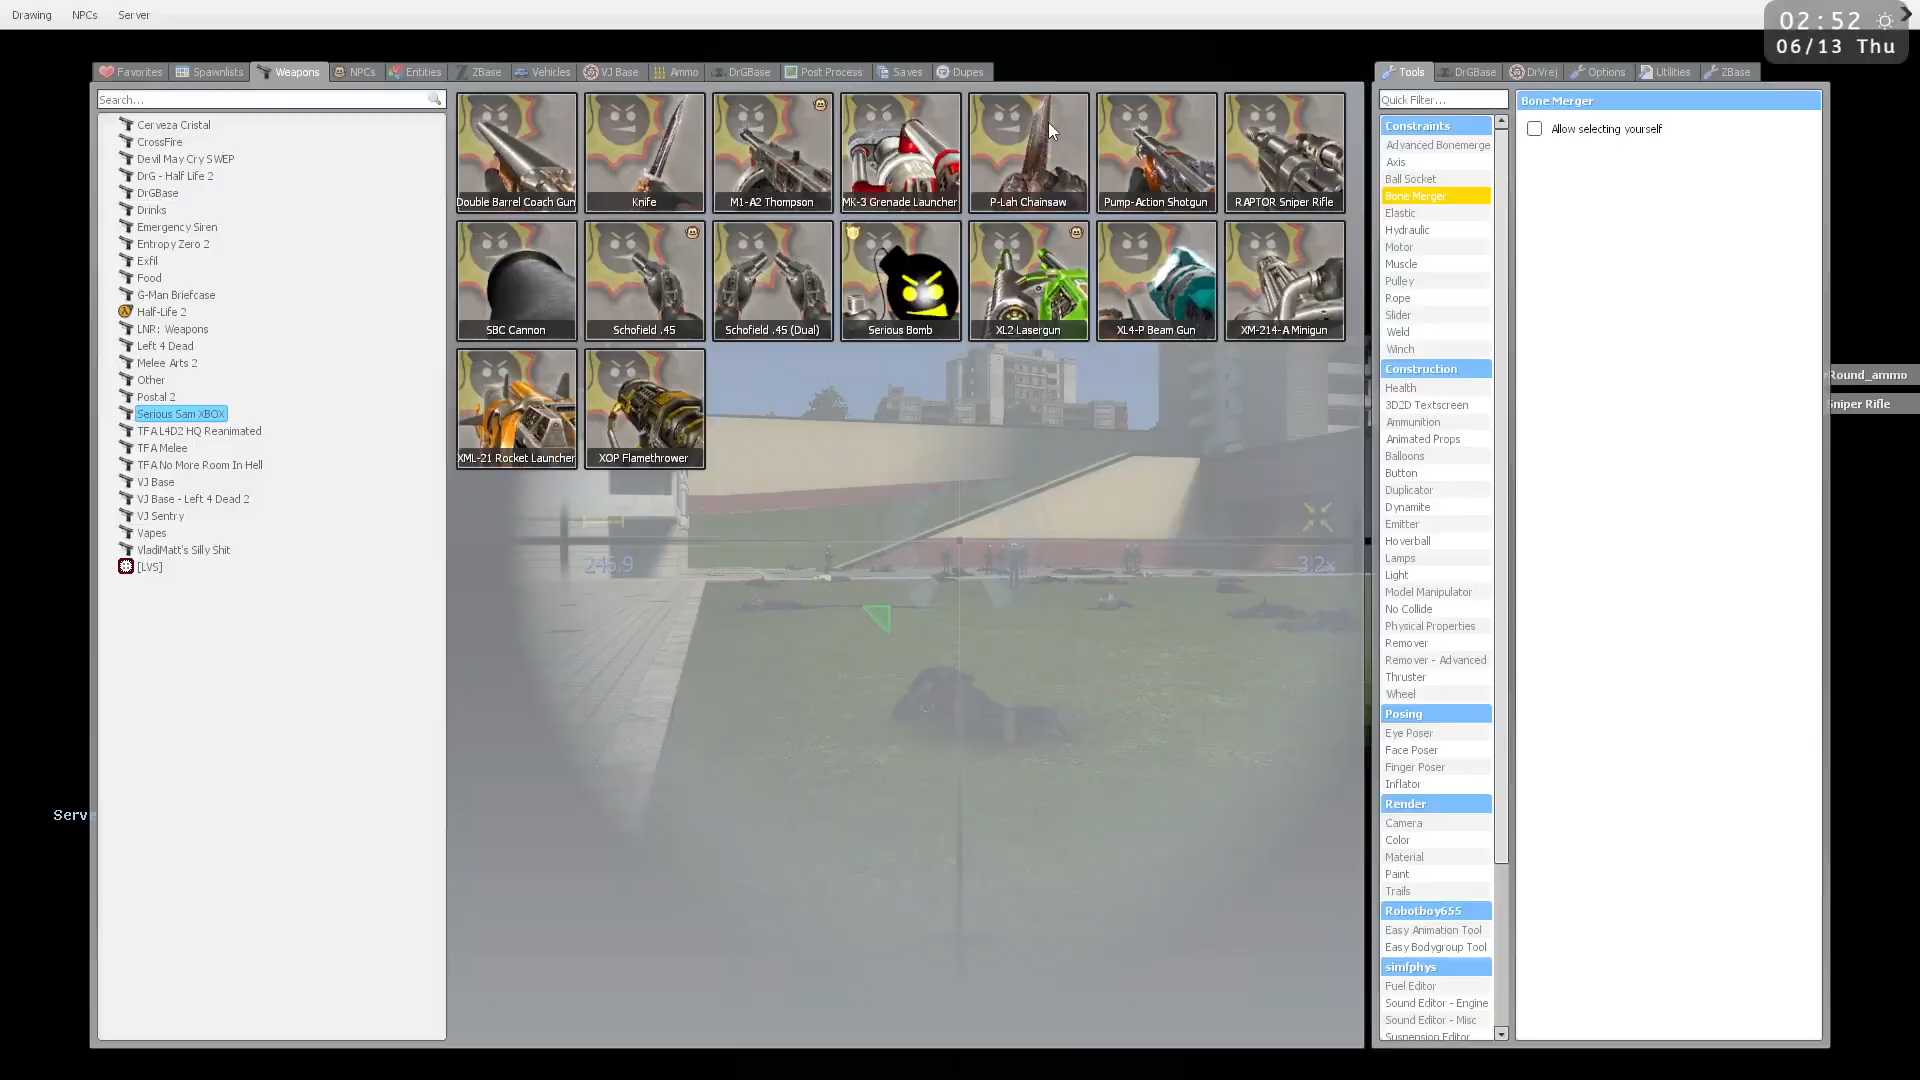 Drawing NPCs Server
02:52
06/13 Thu
Favorites Spawnlists Weapons NPCs Entities ZBase Vehicles VJ Base Ammo DrGBase Post Process Saves Dupes
Tools DrGBase DrVrej Options Utilities ZBase
Search...
Cerveza Cristal
CrossFire
Devil May Cry SWEP
DrG - Half Life 2
DrGBase
Drinks
Emergency Siren
Entropy Zero 2
Exfil
Food
G-Man Briefcase
Half-Life 2
LNR: Weapons
Left 4 Dead
Melee Arts 2
Other
Postal 2
Serious Sam XBOX
TFA L4D2 HQ Reanimated
TFA Melee
TFA No More Room In Hell
VJ Base
VJ Base - Left 4 Dead 2
VJ Sentry
Vapes
VladiMatt's Silly Shit
[LVS]
Serve
Double Barrel Coach Gun Knife M1-A2 Thompson MK-3 Grenade Launcher P-Lah Chainsaw Pump-Action Shotgun RAPTOR Sniper Rifle
SBC Cannon Schofield .45 Schofield .45 (Dual) Serious Bomb XL2 Lasergun XL4-P Beam Gun XM-214-A Minigun
XML-21 Rocket Launcher XOP Flamethrower
246.9 3.2x
Quick Filter...
Constraints
Advanced Bonemerge
Axis
Ball Socket
Bone Merger
Elastic
Hydraulic
Motor
Muscle
Pulley
Rope
Slider
Weld
Winch
Construction
Health
3D2D Textscreen
Ammunition
Animated Props
Balloons
Button
Duplicator
Dynamite
Emitter
Hoverball
Lamps
Light
Model Manipulator
No Collide
Physical Properties
Remover
Remover - Advanced
Thruster
Wheel
Posing
Eye Poser
Face Poser
Finger Poser
Inflator
Render
Camera
Color
Material
Paint
Trails
Robotboy655
Easy Animation Tool
Easy Bodygroup Tool
simfphys
Fuel Editor
Sound Editor - Engine
Sound Editor - Misc
Suspension Editor
Bone Merger
Allow selecting yourself
Round_ammo
Sniper Rifle